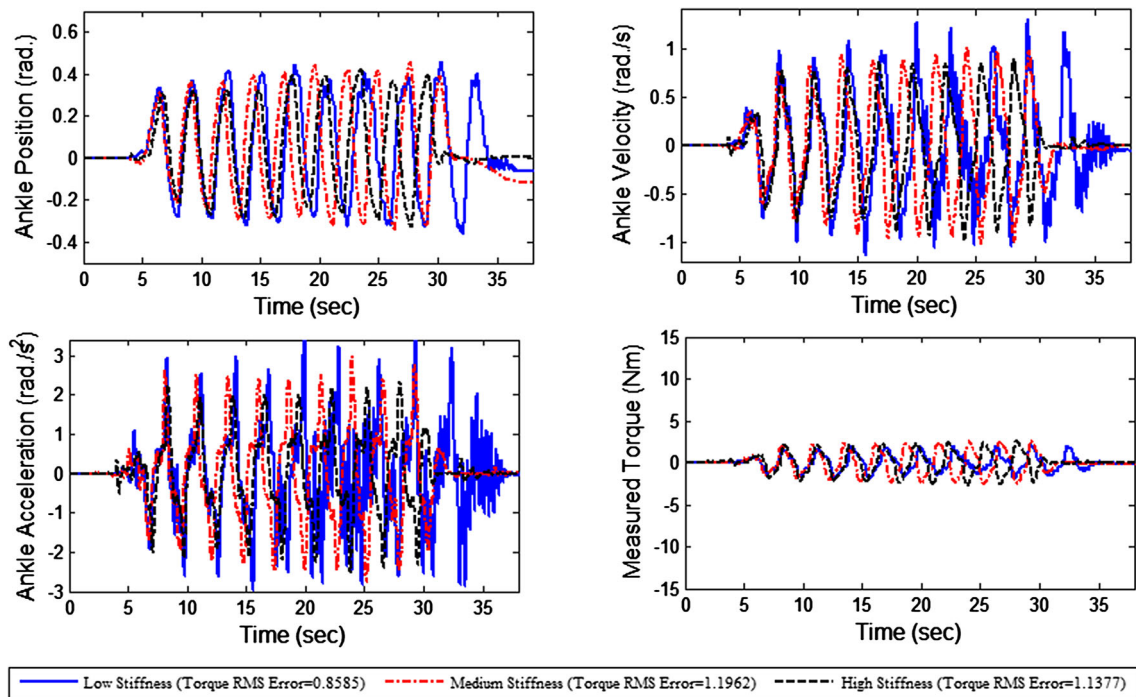 Ankle Position (rad.)
0.6
0.4
0.2
0
-0.2
-0.4
0 5 10 15 20 25 30 35
Time (sec)
Ankle Velocity (rad./s)
1
0.5
0
-0.5
-1
0 5 10 15 20 25 30 35
Time (sec)
Ankle Acceleration (rad./s²)
3
2
1
0
-1
-2
-3
0 5 10 15 20 25 30 35
Time (sec)
Measured Torque (Nm)
15
10
5
0
-5
-10
-15
0 5 10 15 20 25 30 35
Time (sec)
Low Stiffness (Torque RMS Error=0.8585) Medium Stiffness (Torque RMS Error=1.1962) High Stiffness (Torque RMS Error=1.1377)